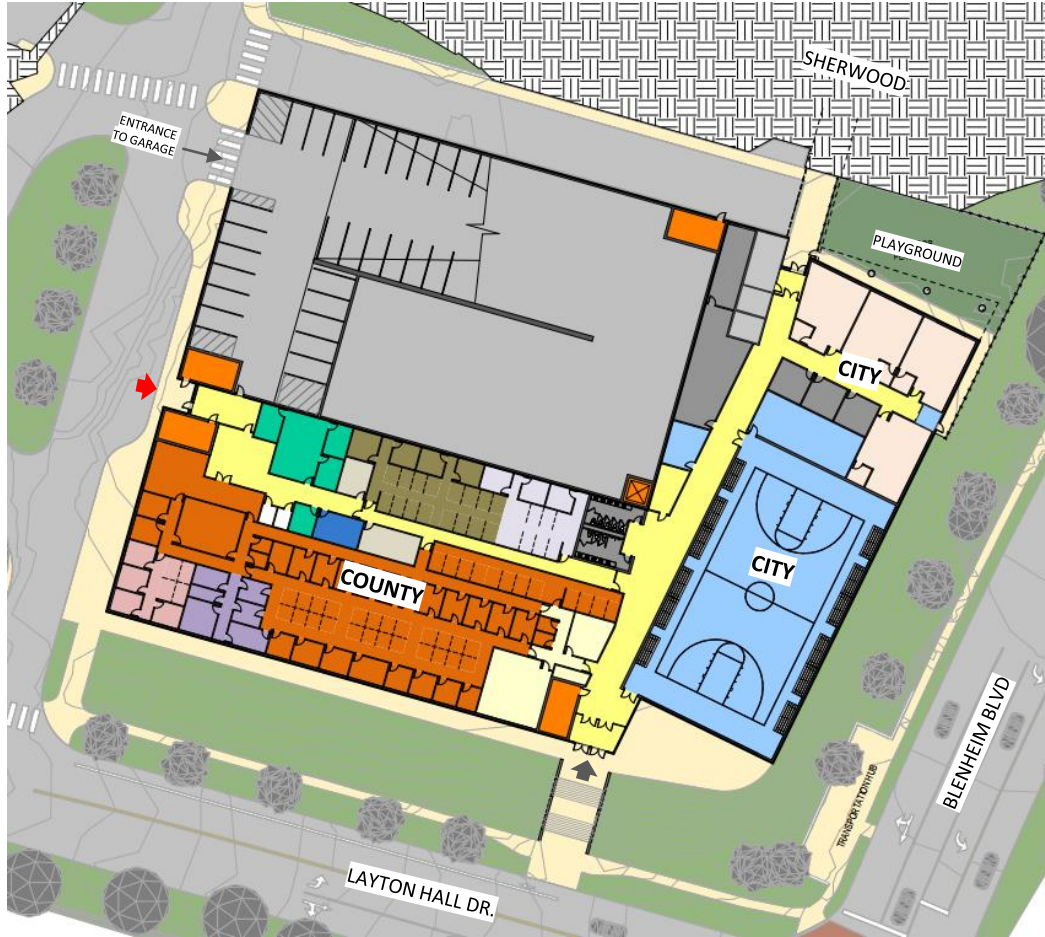 SHERWOOD
ENTRANCE
TO GARAGE
PLAYGROUND
CITY
COUNTY
CITY
BLENHEIM BLVD
TRANSPORTATION HUB
LAYTON HALL DR.